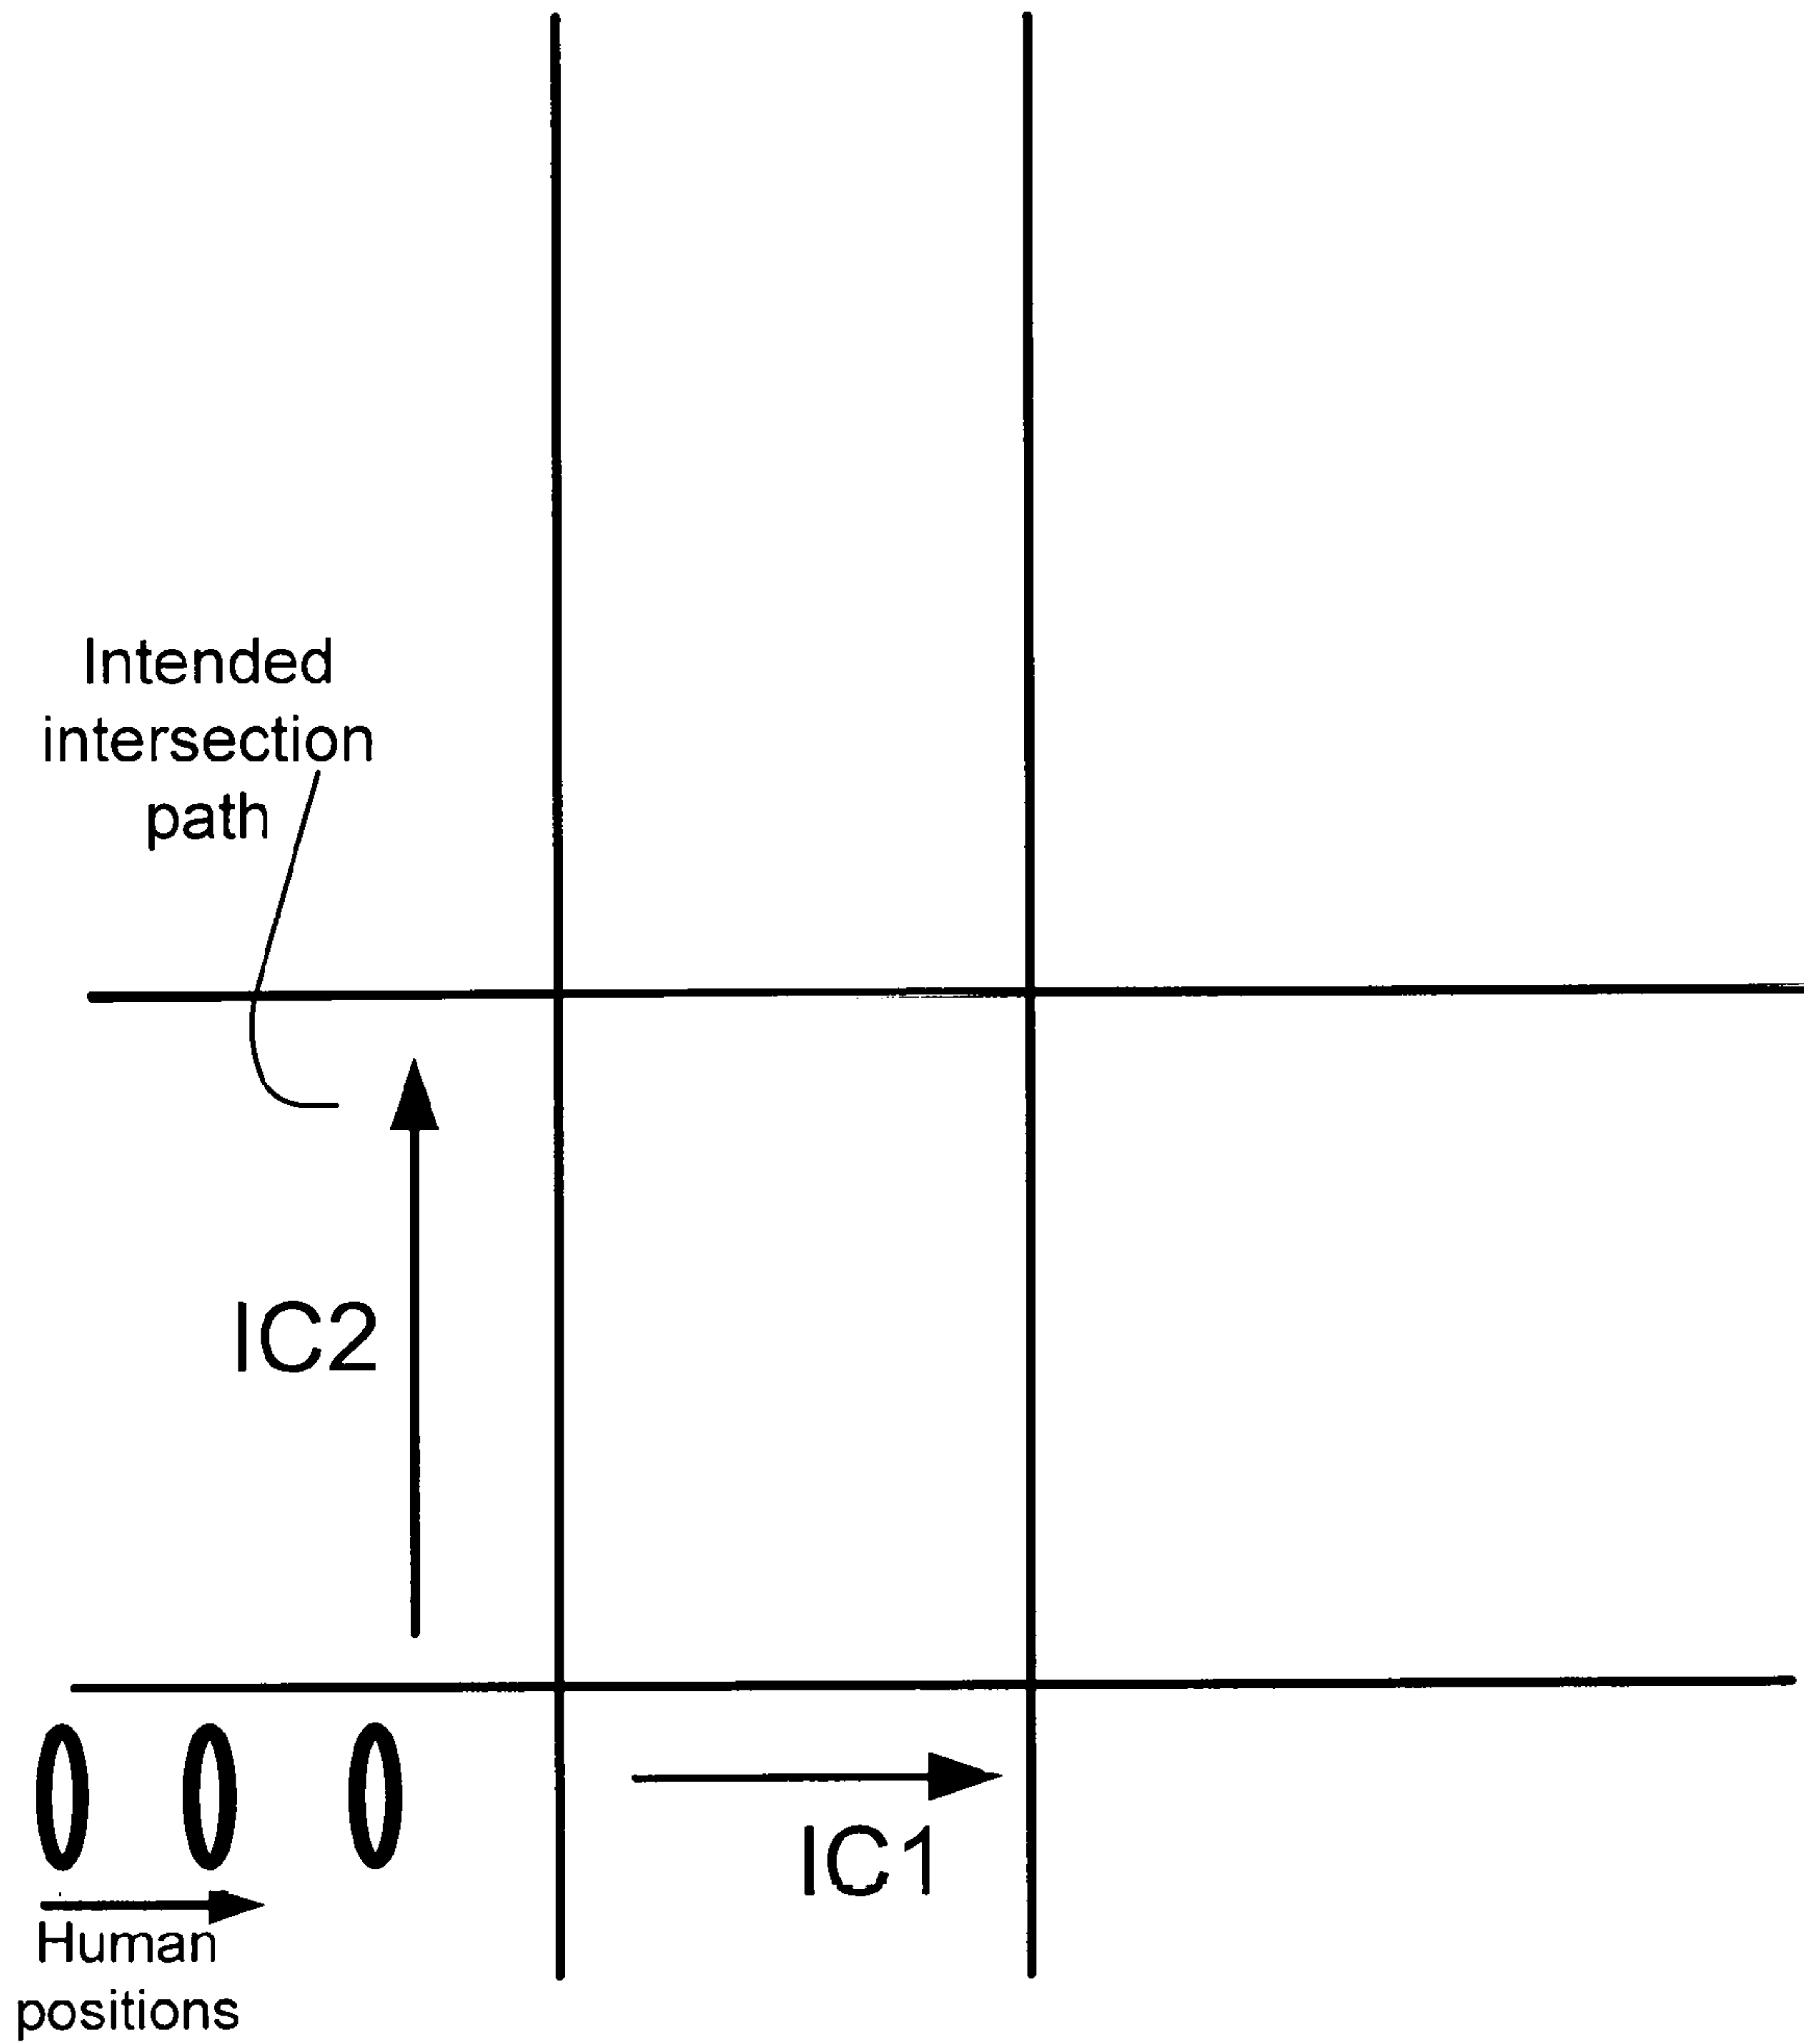 Intended
intersection
path
IC2
IC1
Human
positions